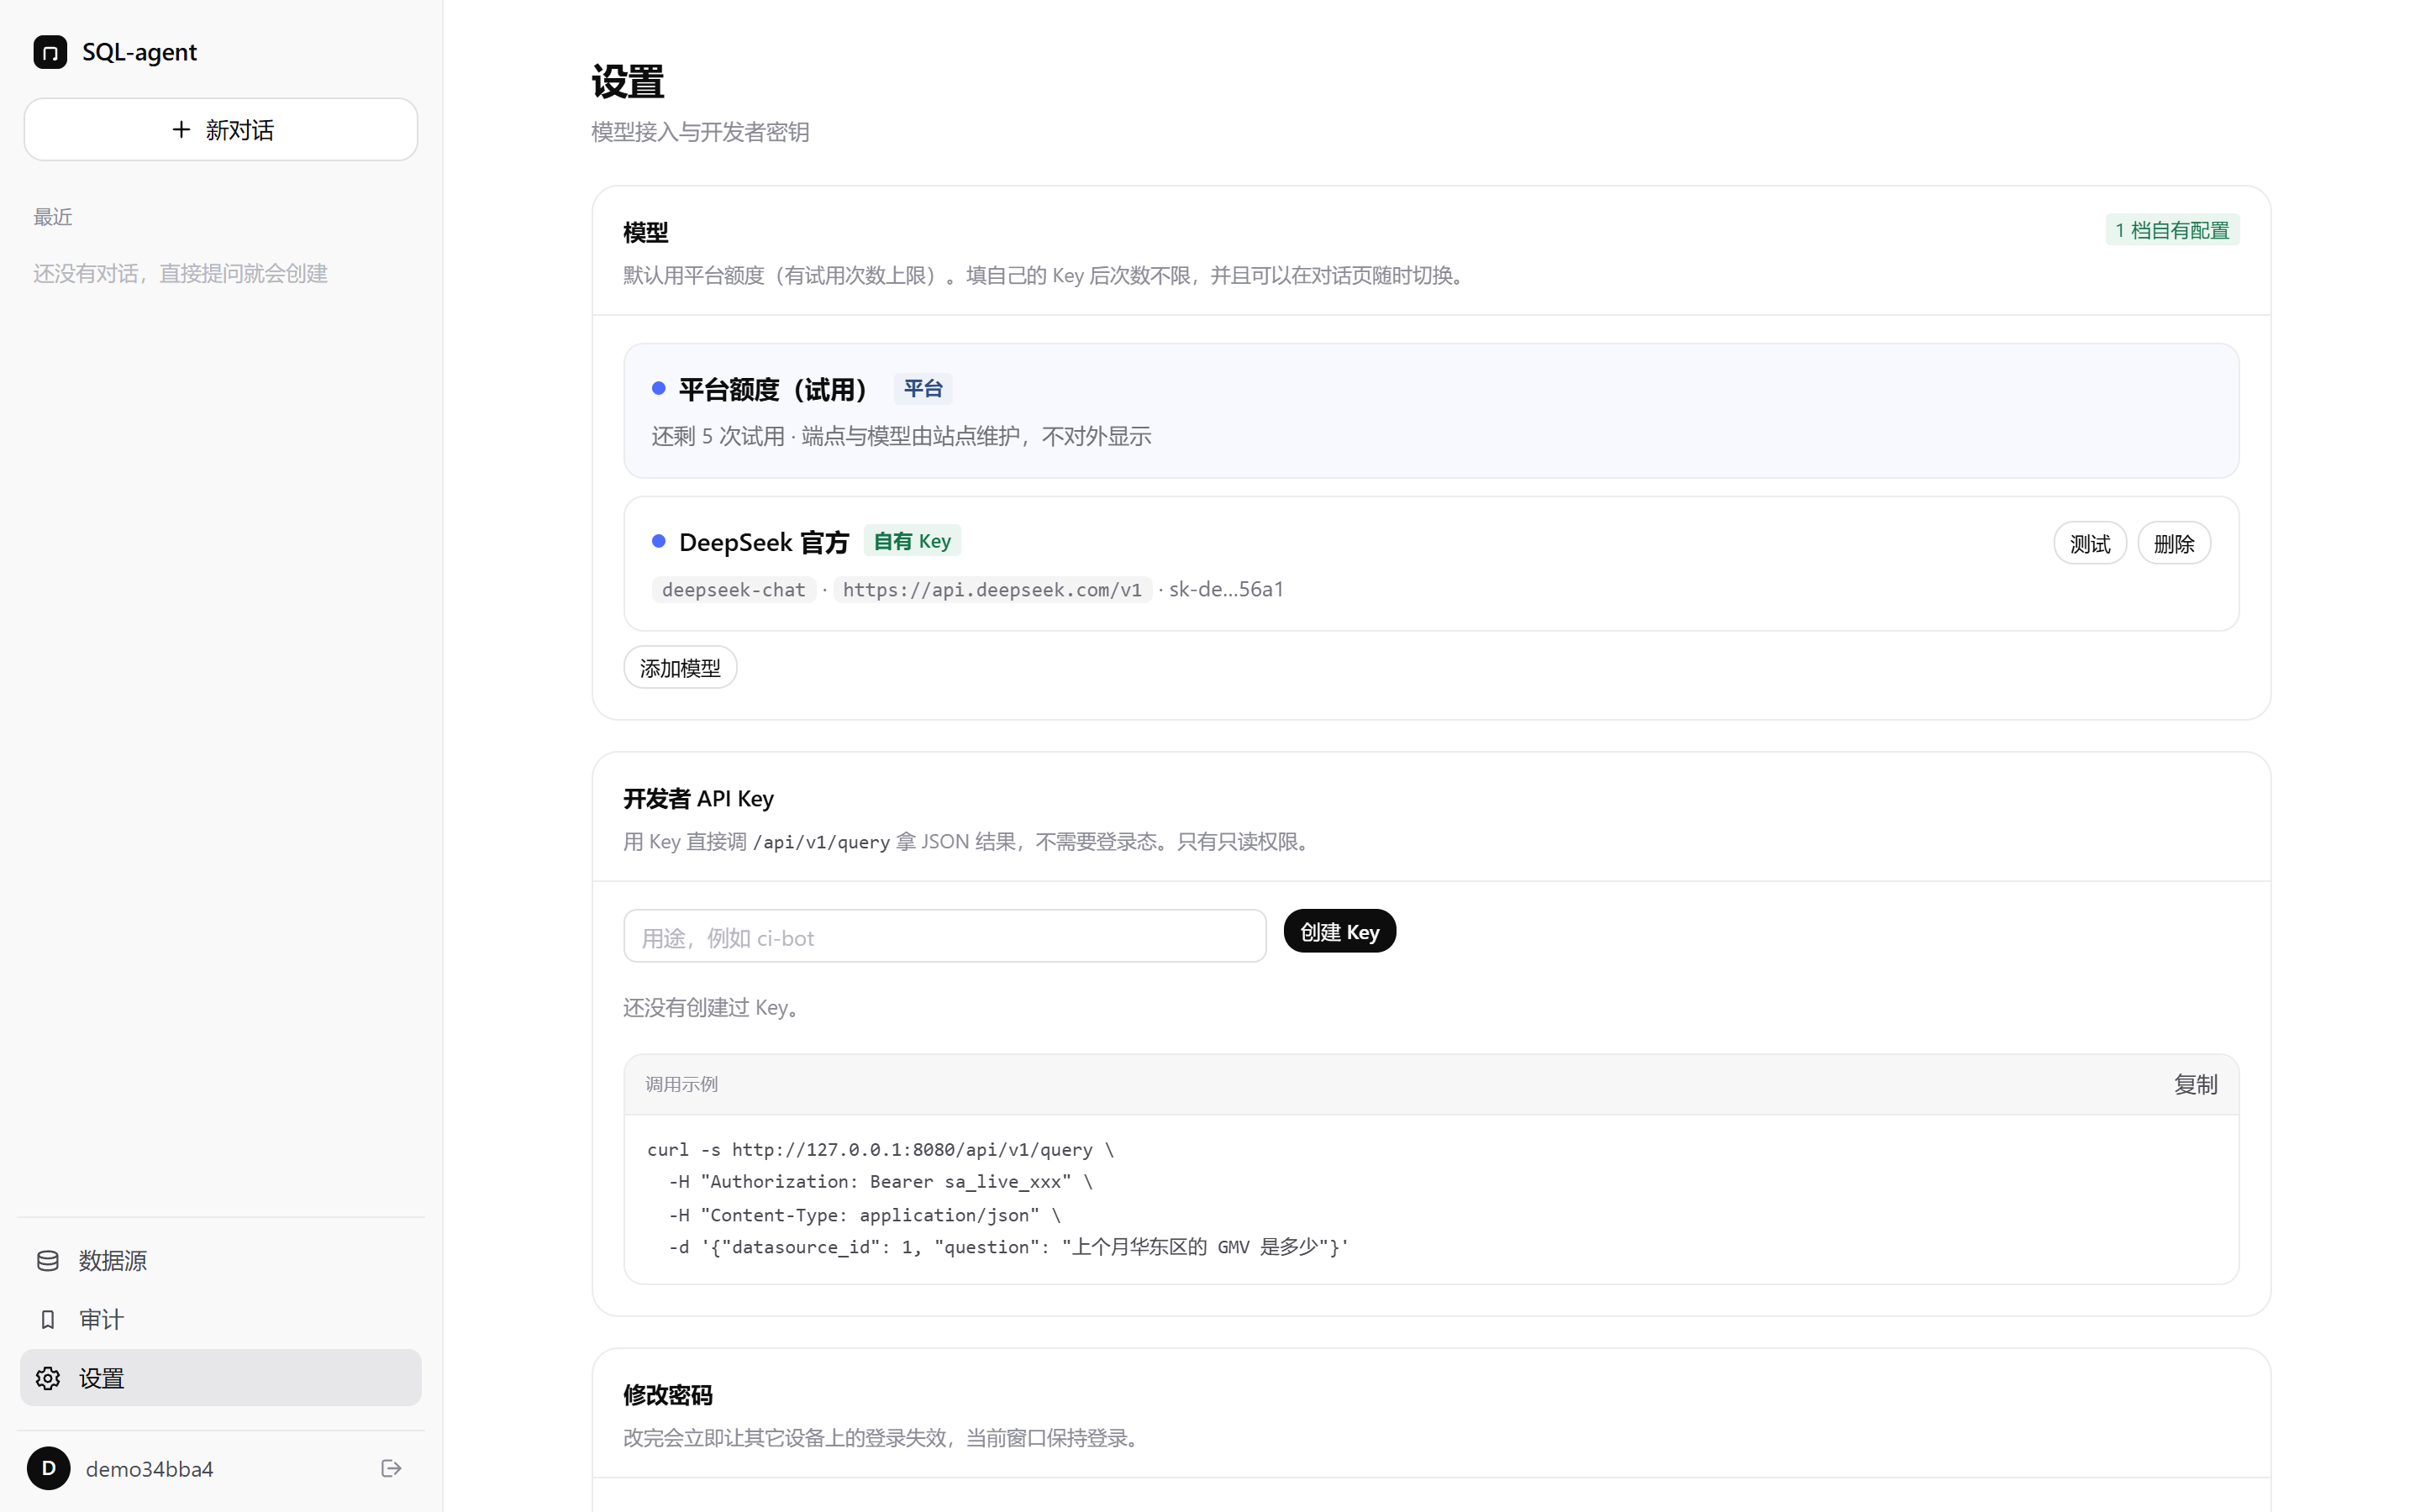 SQL-agent
+ 新对话
最近
还没有对话，直接提问就会创建
数据源
审计
设置
D demo34bba4
设置
模型接入与开发者密钥
模型
1 档自有配置
默认用平台额度（有试用次数上限）。填自己的 Key 后次数不限，并且可以在对话页随时切换。
平台额度（试用） 平台
还剩 5 次试用 · 端点与模型由站点维护，不对外显示
DeepSeek 官方 自有 Key
测试 删除
deepseek-chat · https://api.deepseek.com/v1 · sk-de...56a1
添加模型
开发者 API Key
用 Key 直接调 /api/v1/query 拿 JSON 结果，不需要登录态。只有只读权限。
用途，例如 ci-bot
创建 Key
还没有创建过 Key。
调用示例
复制
curl -s http://127.0.0.1:8080/api/v1/query \
  -H "Authorization: Bearer sa_live_xxx" \
  -H "Content-Type: application/json" \
  -d '{"datasource_id": 1, "question": "上个月华东区的 GMV 是多少"}'
修改密码
改完会立即让其它设备上的登录失效，当前窗口保持登录。